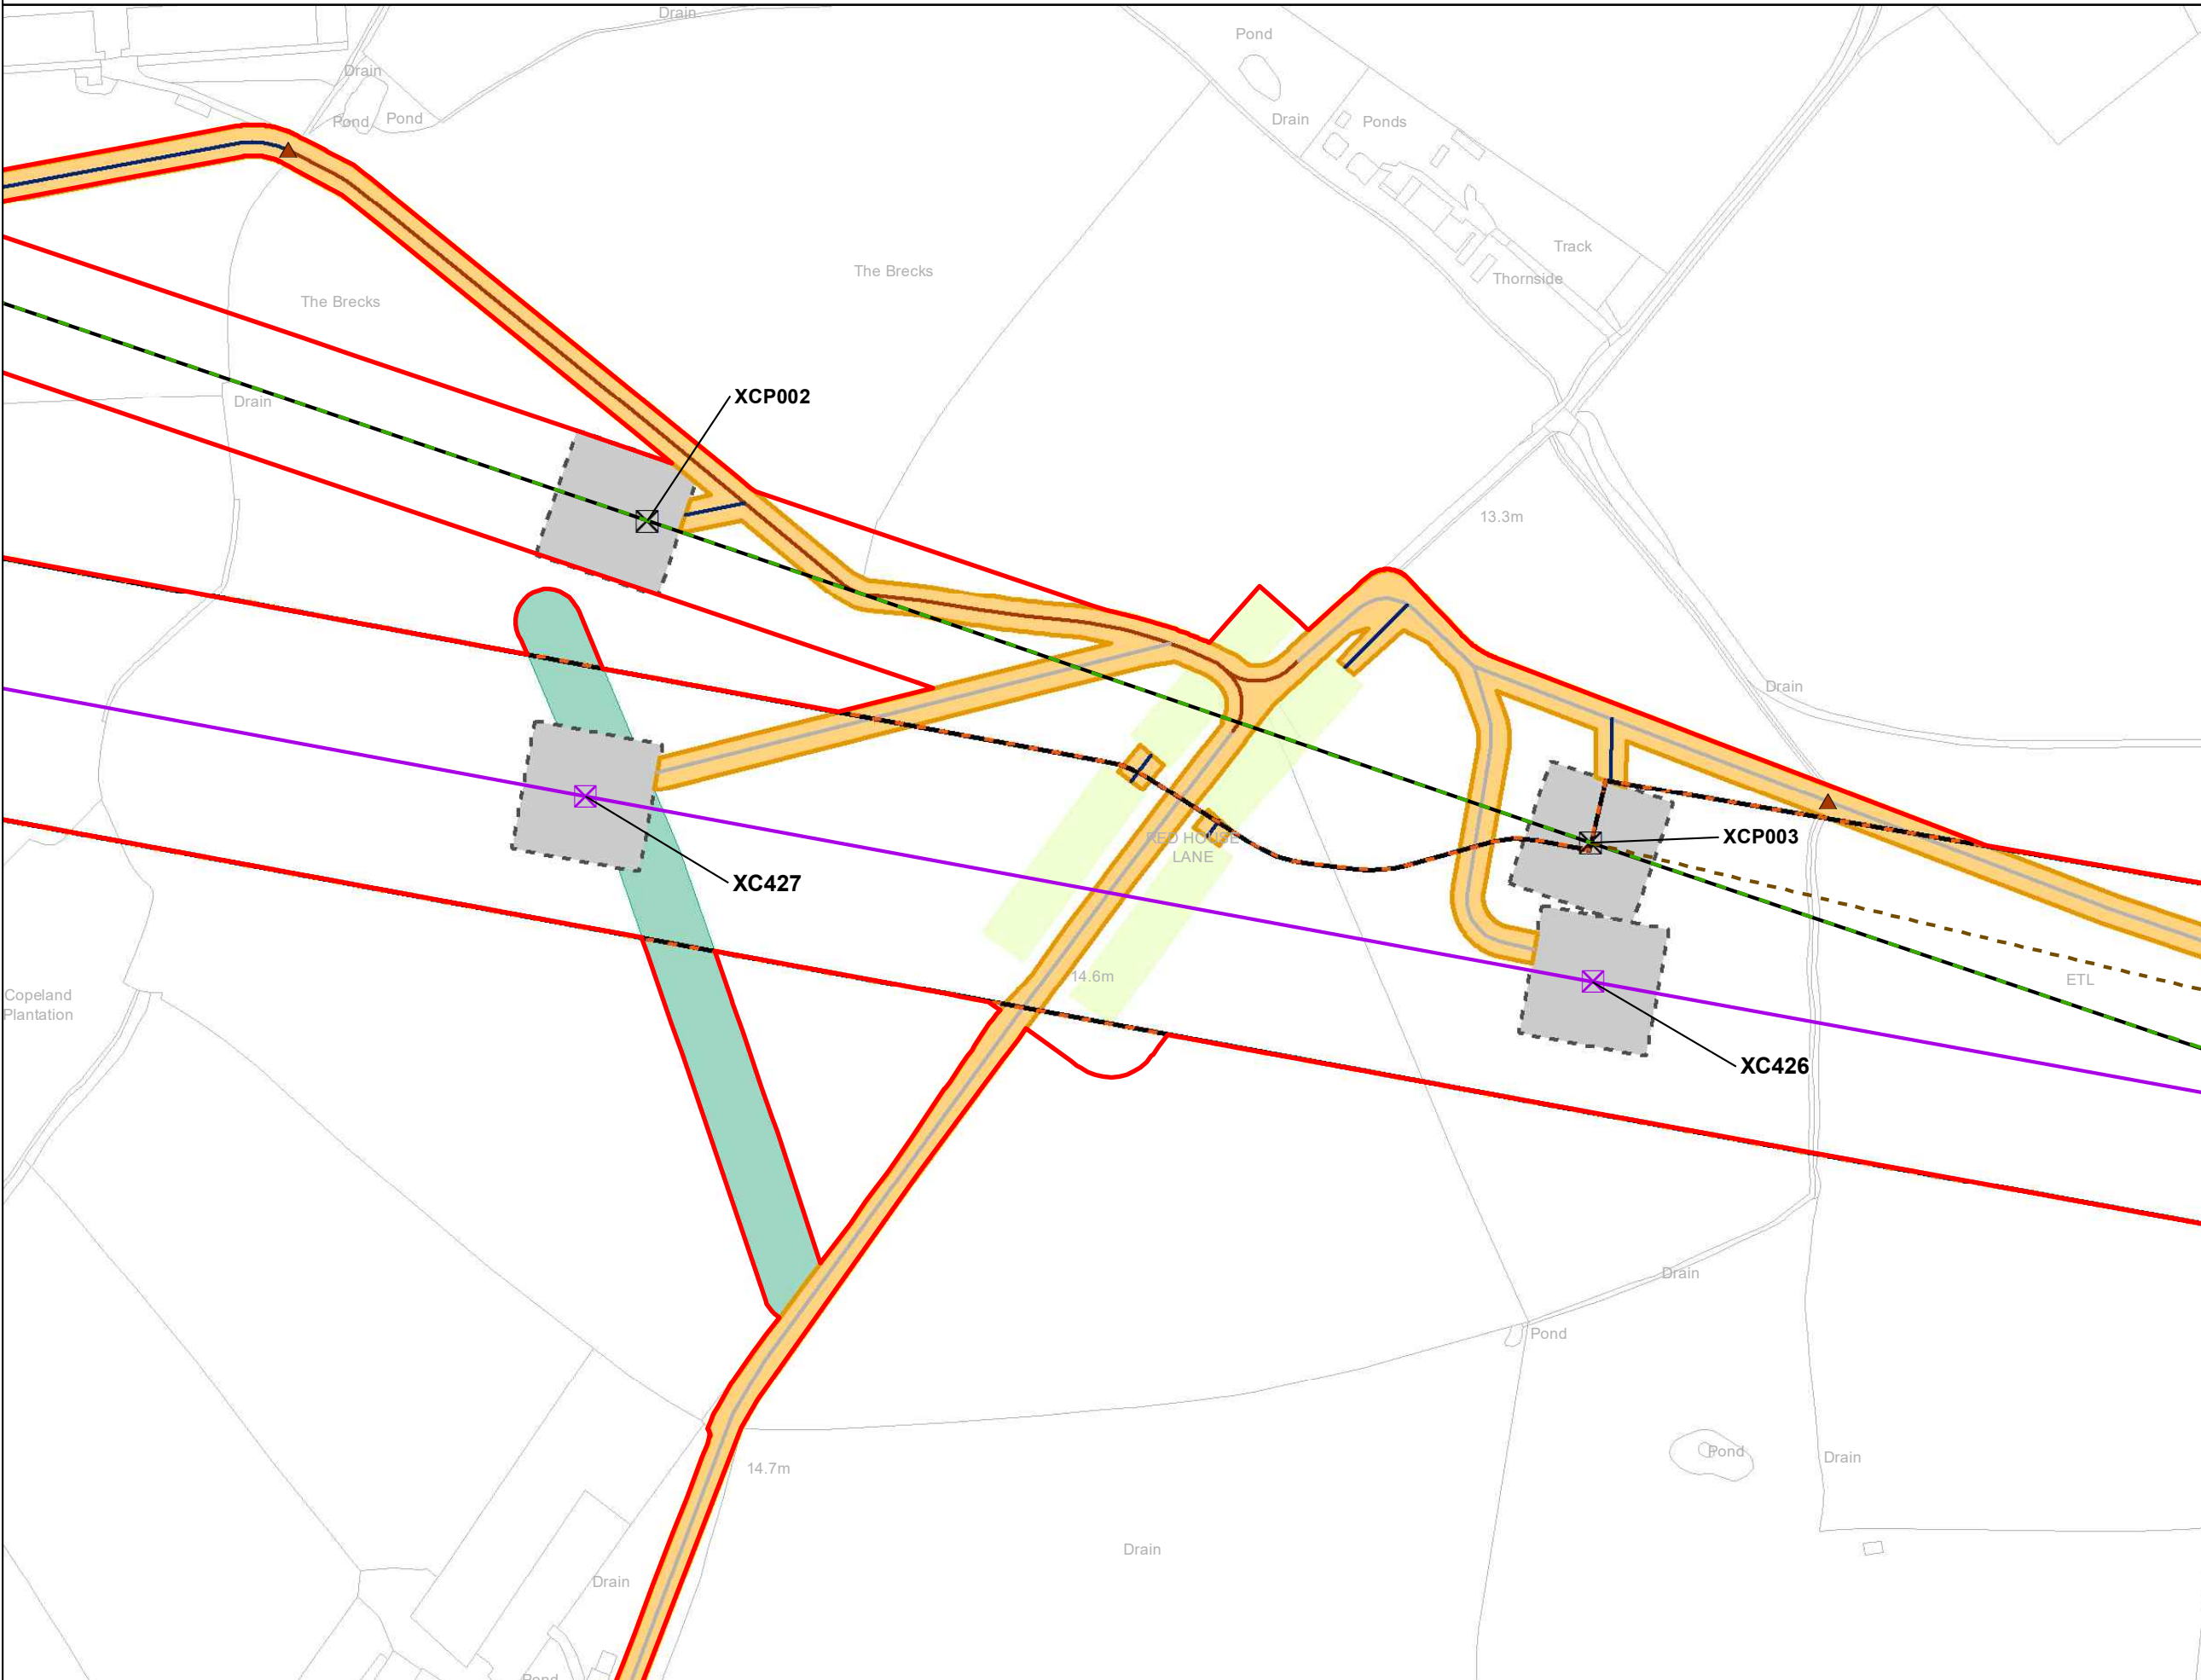 Drain
Pond
Drain
Pond
Pond
Drain
Ponds
Track
The Brecks
Thornside
The Brecks
XCP002
Drain
13.3m
Drain
RED HOUSE
LANE
XCP003
XC427
14.6m
ETL
Copeland
Plantation
XC426
Drain
Pond
Pond
Drain
14.7m
Drain
Drain
Pond